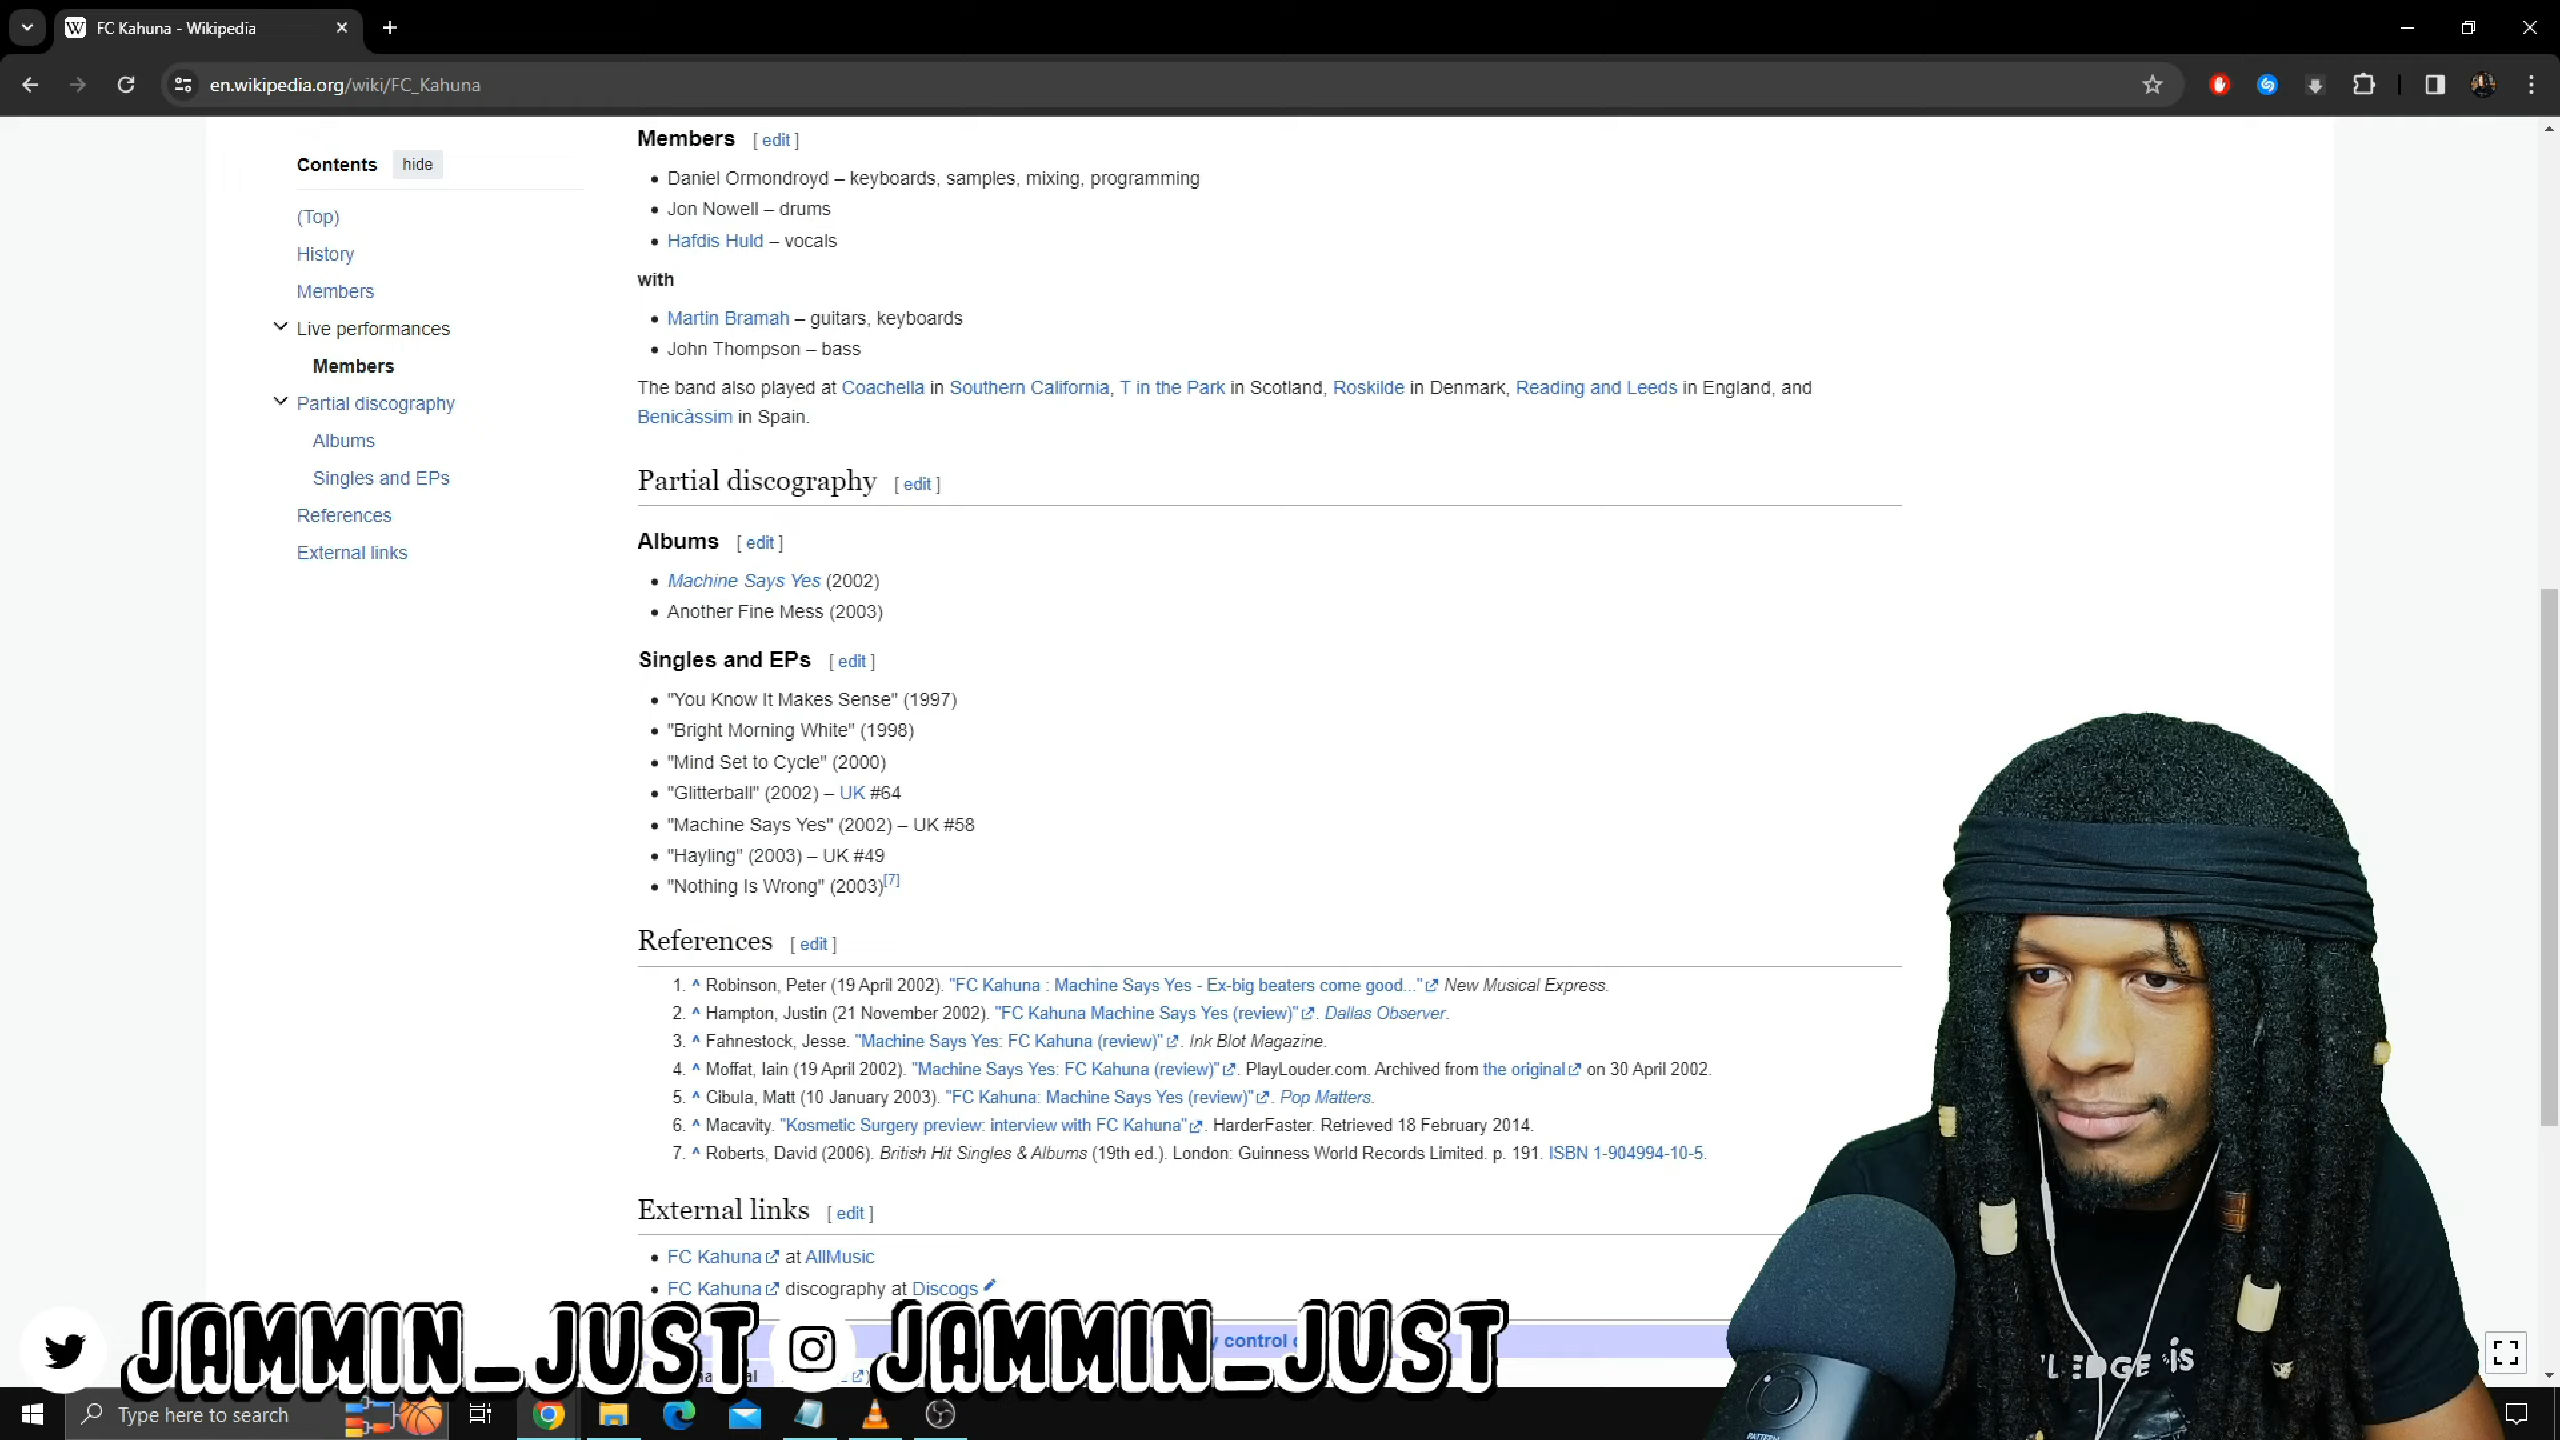 FC Kahuna - Wikipedia
en.wikipedia.org/wiki/FC_Kahuna
Contents hide
(Top)
History
Members
Live performances
Members
Partial discography
Albums
Singles and EPs
References
External links
Members [ edit ]
Daniel Ormondroyd – keyboards, samples, mixing, programming
Jon Nowell – drums
Hafdis Huld – vocals
with
Martin Bramah – guitars, keyboards
John Thompson – bass
The band also played at Coachella in Southern California, T in the Park in Scotland, Roskilde in Denmark, Reading and Leeds in England, and
Benicàssim in Spain.
Partial discography [ edit ]
Albums [ edit ]
Machine Says Yes (2002)
Another Fine Mess (2003)
Singles and EPs [ edit ]
"You Know It Makes Sense" (1997)
"Bright Morning White" (1998)
"Mind Set to Cycle" (2000)
"Glitterball" (2002) – UK #64
"Machine Says Yes" (2002) – UK #58
"Hayling" (2003) – UK #49
"Nothing Is Wrong" (2003)[7]
References [ edit ]
1. ^ Robinson, Peter (19 April 2002). "FC Kahuna : Machine Says Yes - Ex-big beaters come good..." New Musical Express.
2. ^ Hampton, Justin (21 November 2002). "FC Kahuna Machine Says Yes (review)". Dallas Observer.
3. ^ Fahnestock, Jesse. "Machine Says Yes: FC Kahuna (review)". Ink Blot Magazine.
4. ^ Moffat, Iain (19 April 2002). "Machine Says Yes: FC Kahuna (review)". PlayLouder.com. Archived from the original on 30 April 2002.
5. ^ Cibula, Matt (10 January 2003). "FC Kahuna: Machine Says Yes (review)". Pop Matters.
6. ^ Macavity. "Kosmetic Surgery preview: interview with FC Kahuna". HarderFaster. Retrieved 18 February 2014.
7. ^ Roberts, David (2006). British Hit Singles & Albums (19th ed.). London: Guinness World Records Limited. p. 191. ISBN 1-904994-10-5.
External links [ edit ]
FC Kahuna at AllMusic
FC Kahuna discography at Discogs
control
JAMMIN_JUST JAMMIN_JUST
LEDGE is
PATTERN
Type here to search